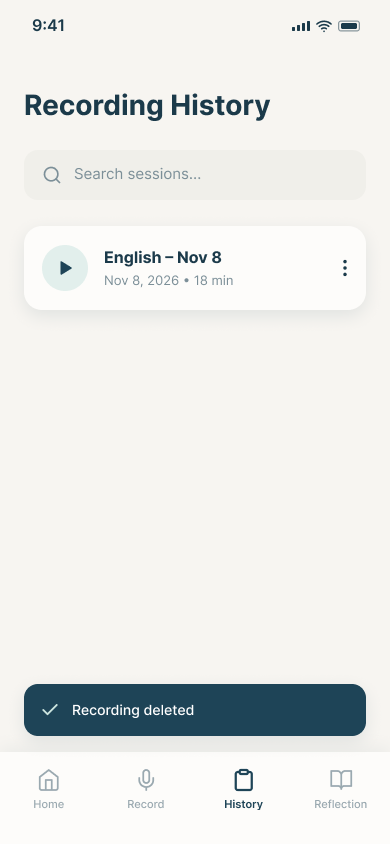 9:41
Recording History
Search sessions...
English – Nov 8
Nov 8, 2026 • 18 min
Recording deleted
Home
Record
History
Reflection